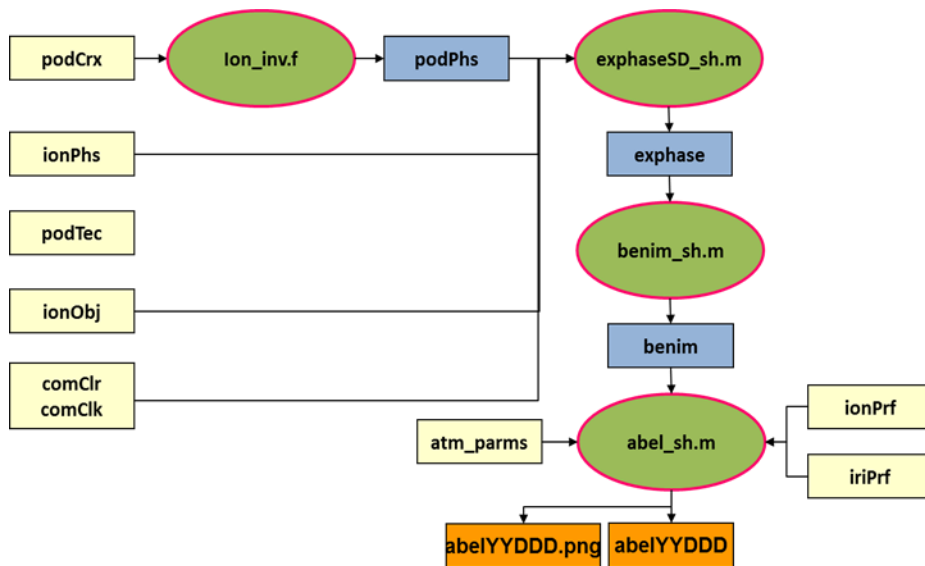 podCrx
Ion_inv.f
podPhs
exphaseSD_sh.m
ionPhs
exphase
podTec
benim_sh.m
ionObj
benim
comClr
comClk
ionPrf
atm_parms
abel_sh.m
iriPrf
abelYYDDD.png
abelYYDDD